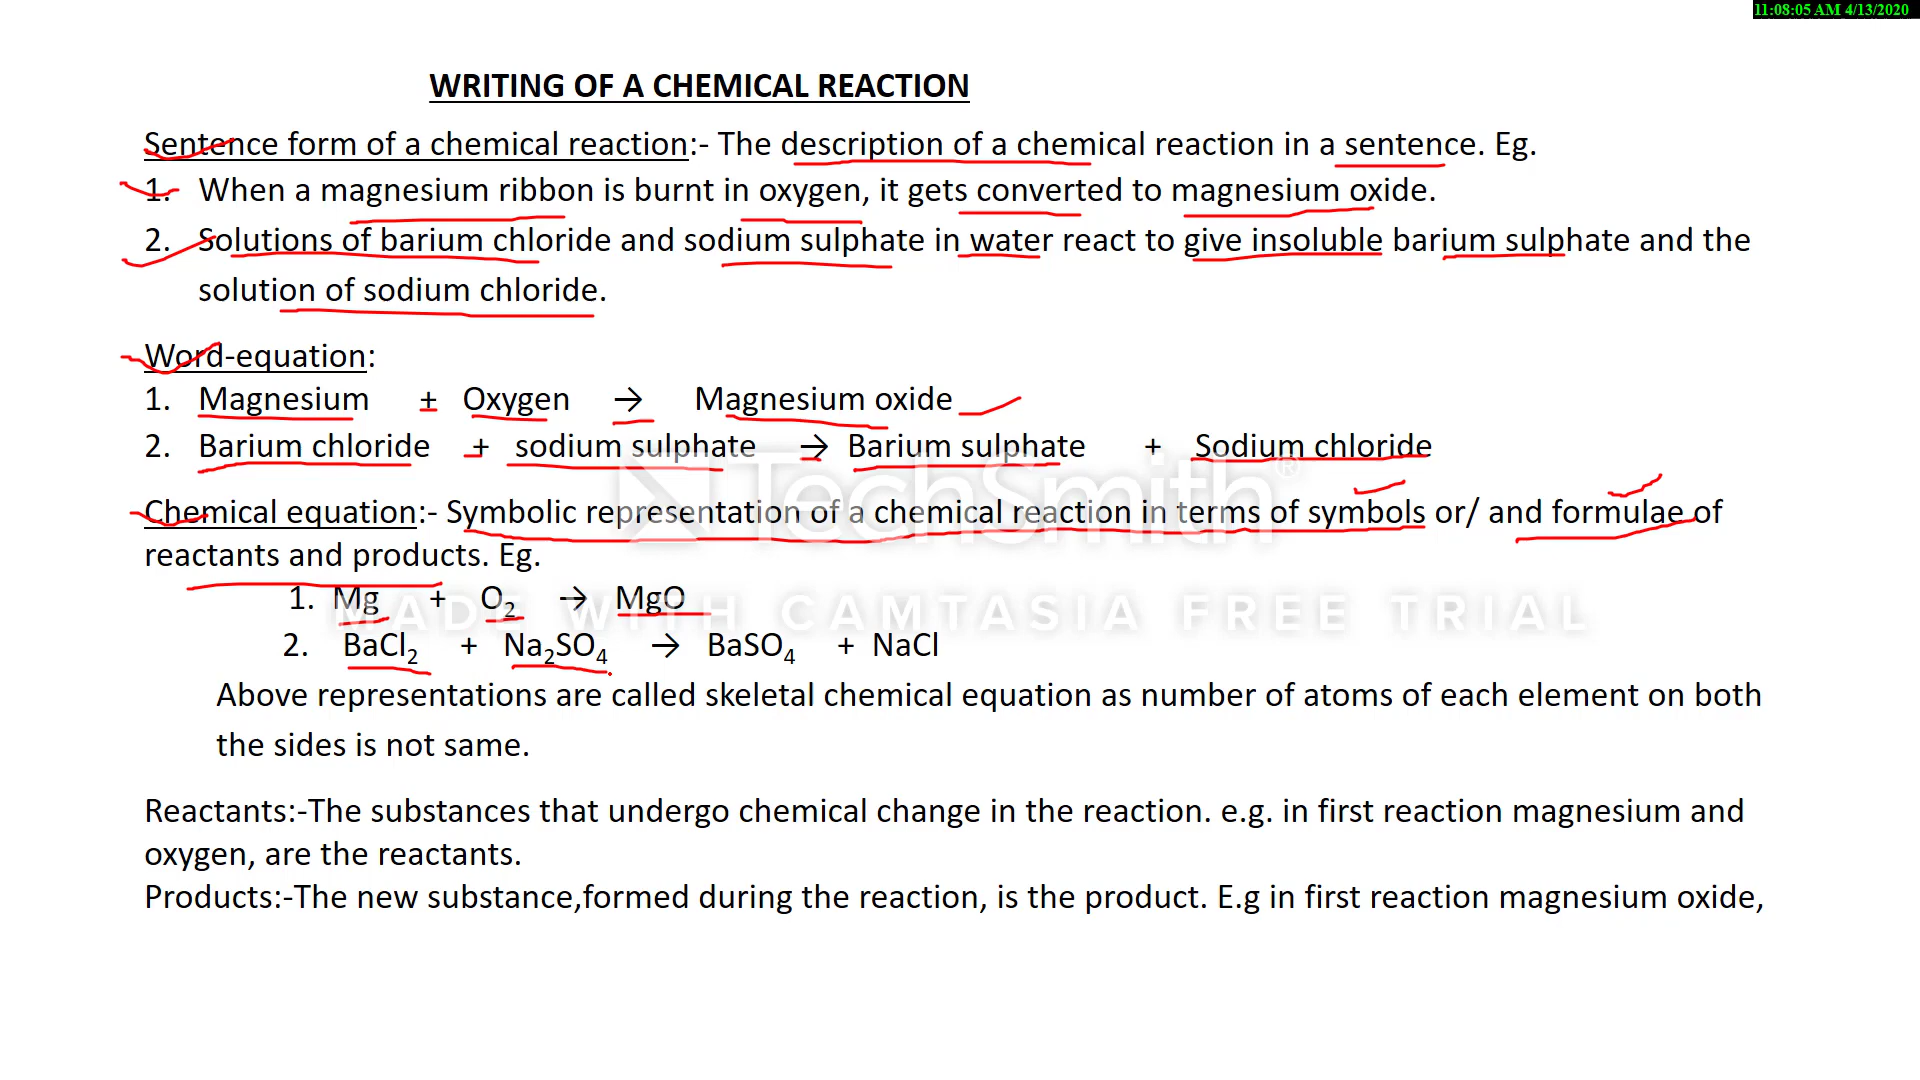 11:08:05 AM 4/13/2020
WRITING OF A CHEMICAL REACTION
Sentence form of a chemical reaction:- The description of a chemical reaction in a sentence. Eg.
1. When a magnesium ribbon is burnt in oxygen, it gets converted to magnesium oxide.
2. Solutions of barium chloride and sodium sulphate in water react to give insoluble barium sulphate and the
solution of sodium chloride.
Word-equation:
1. Magnesium + Oxygen → Magnesium oxide
2. Barium chloride + sodium sulphate → Barium sulphate + Sodium chloride
TechSmith®
Chemical equation:- Symbolic representation of a chemical reaction in terms of symbols or/ and formulae of
reactants and products. Eg.
1. Mg + O₂ → MgO
MADE WITH CAMTASIA FREE TRIAL
2. BaCl₂ + Na₂SO₄ → BaSO₄ + NaCl
Above representations are called skeletal chemical equation as number of atoms of each element on both
the sides is not same.
Reactants:-The substances that undergo chemical change in the reaction. e.g. in first reaction magnesium and
oxygen, are the reactants.
Products:-The new substance,formed during the reaction, is the product. E.g in first reaction magnesium oxide,